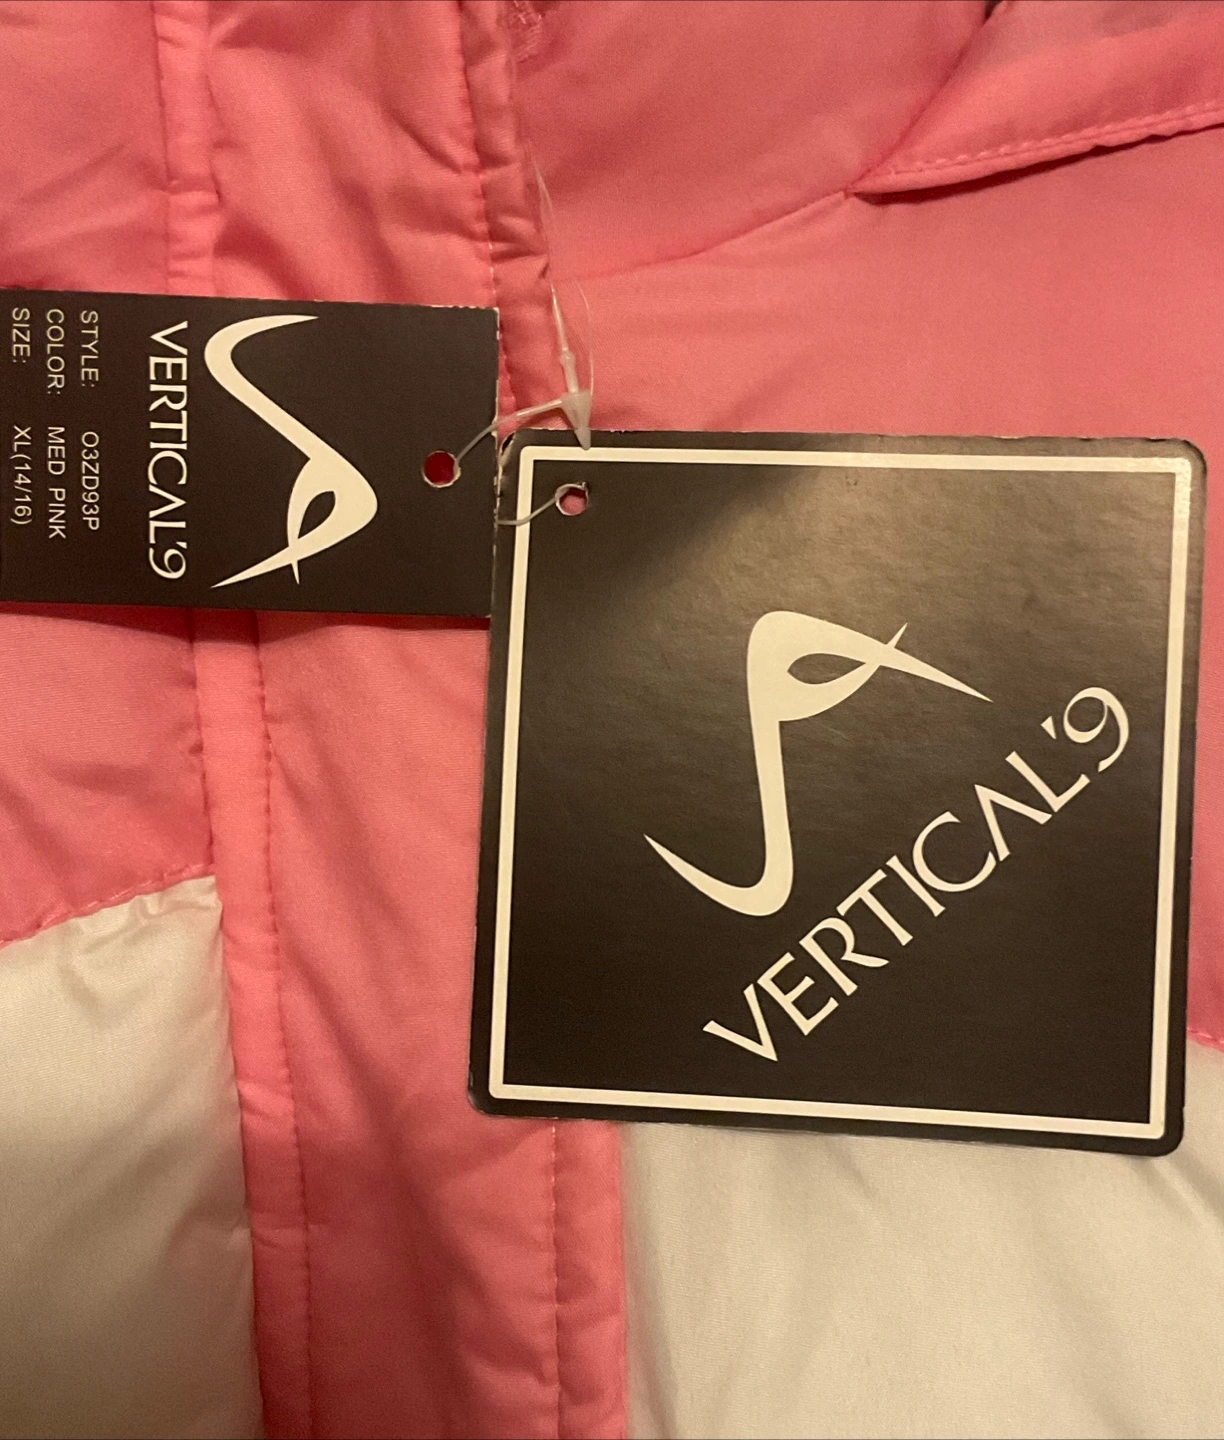 VERTICAL'9
STYLE: O3ZD93P
COLOR: MED PINK
SIZE: XL(14/16)
VERTICAL'9